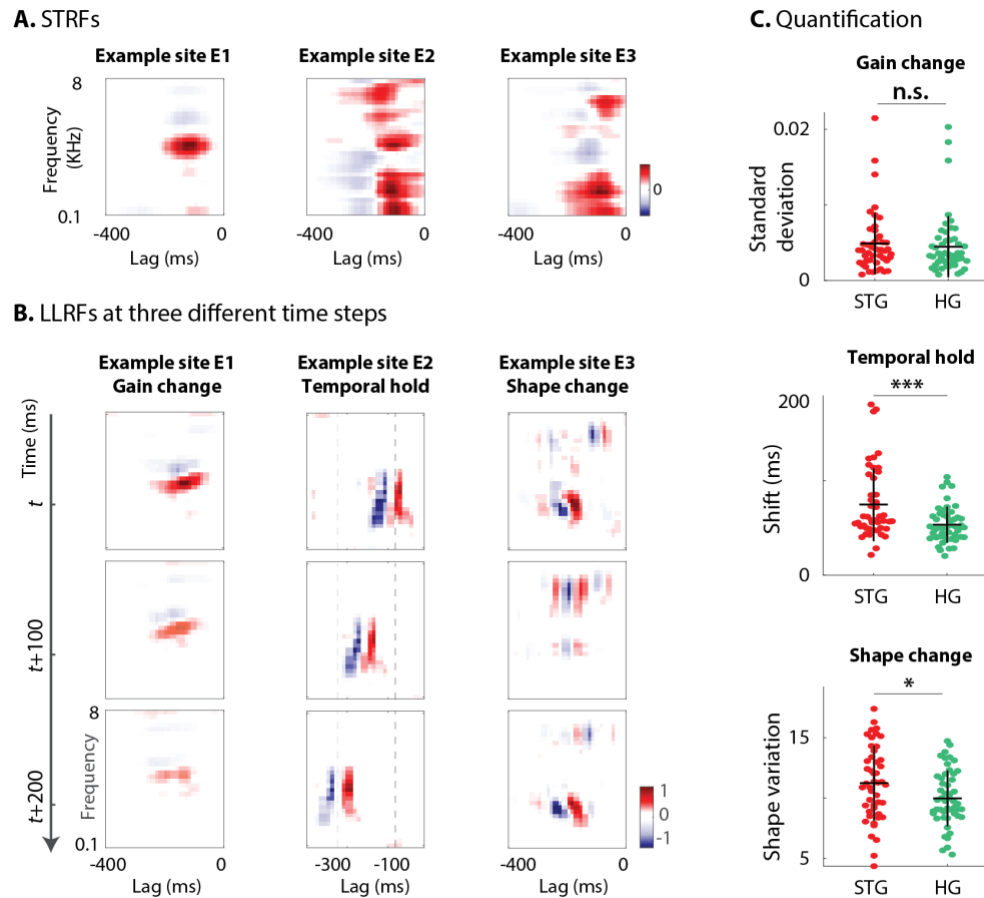 A. STRFs
Example site E1
Example site E2
Example site E3
Frequency
(KHz)
8
0.1
-400
0
Lag (ms)
-400
0
Lag (ms)
-400
0
Lag (ms)
0
B. LLRFs at three different time steps
Example site E1
Gain change
Example site E2
Temporal hold
Example site E3
Shape change
Time (ms)
t
t+100
t+200
8
Frequency
0.1
-400
0
Lag (ms)
-300
-100
Lag (ms)
-400
0
Lag (ms)
1
0
-1
C. Quantification
Gain change
n.s.
0.02
Standard
deviation
0
STG
HG
Temporal hold
***
200
Shift (ms)
0
STG
HG
Shape change
*
15
Shape variation
5
STG
HG